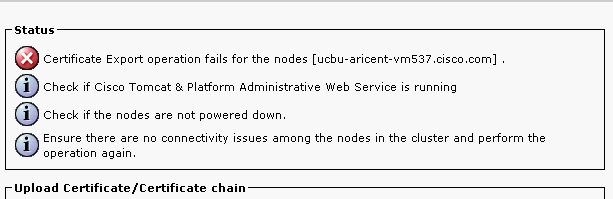 Status
Certificate Export operation fails for the nodes [ucbu-aricent-vm537.cisco.com] .
Check if Cisco Tomcat & Platform Administrative Web Service is running
Check if the nodes are not powered down.
Ensure there are no connectivity issues among the nodes in the cluster and perform the
operation again.
Upload Certificate/Certificate chain